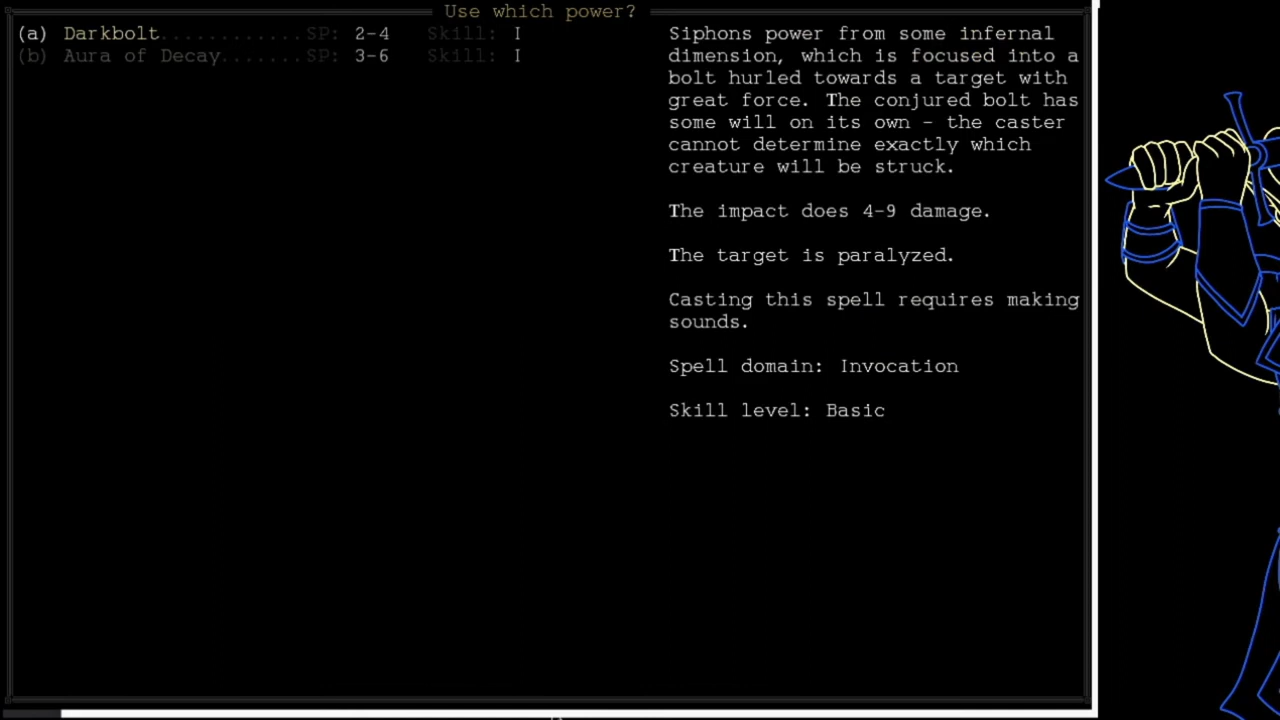 Use which power?
(a) Darkbolt............SP: 2-4 Skill: I
(b) Aura of Decay.......SP: 3-6 Skill: I
Siphons power from some infernal
dimension, which is focused into a
bolt hurled towards a target with
great force. The conjured bolt has
some will on its own - the caster
cannot determine exactly which
creature will be struck.
The impact does 4-9 damage.
The target is paralyzed.
Casting this spell requires making
sounds.
Spell domain: Invocation
Skill level: Basic